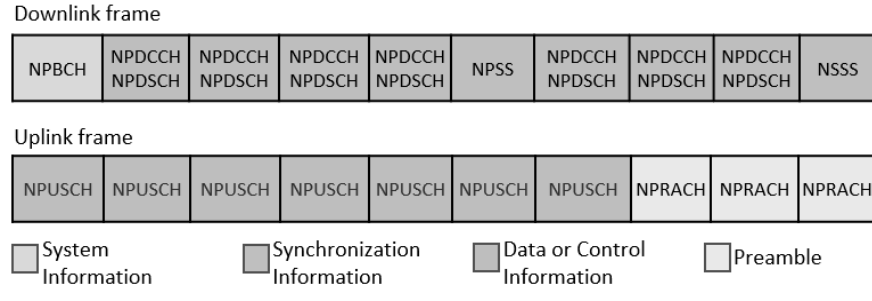 Downlink frame
NPBCH
NPDCCH
NPDSCH
NPDCCH
NPDSCH
NPDCCH
NPDSCH
NPDCCH
NPDSCH
NPSS
NPDCCH
NPDSCH
NPDCCH
NPDSCH
NPDCCH
NPDSCH
NSSS
Uplink frame
NPUSCH
NPUSCH
NPUSCH
NPUSCH
NPUSCH
NPUSCH
NPUSCH
NPRACH
NPRACH
NPRACH
System
Information
Synchronization
Information
Data or Control
Information
Preamble